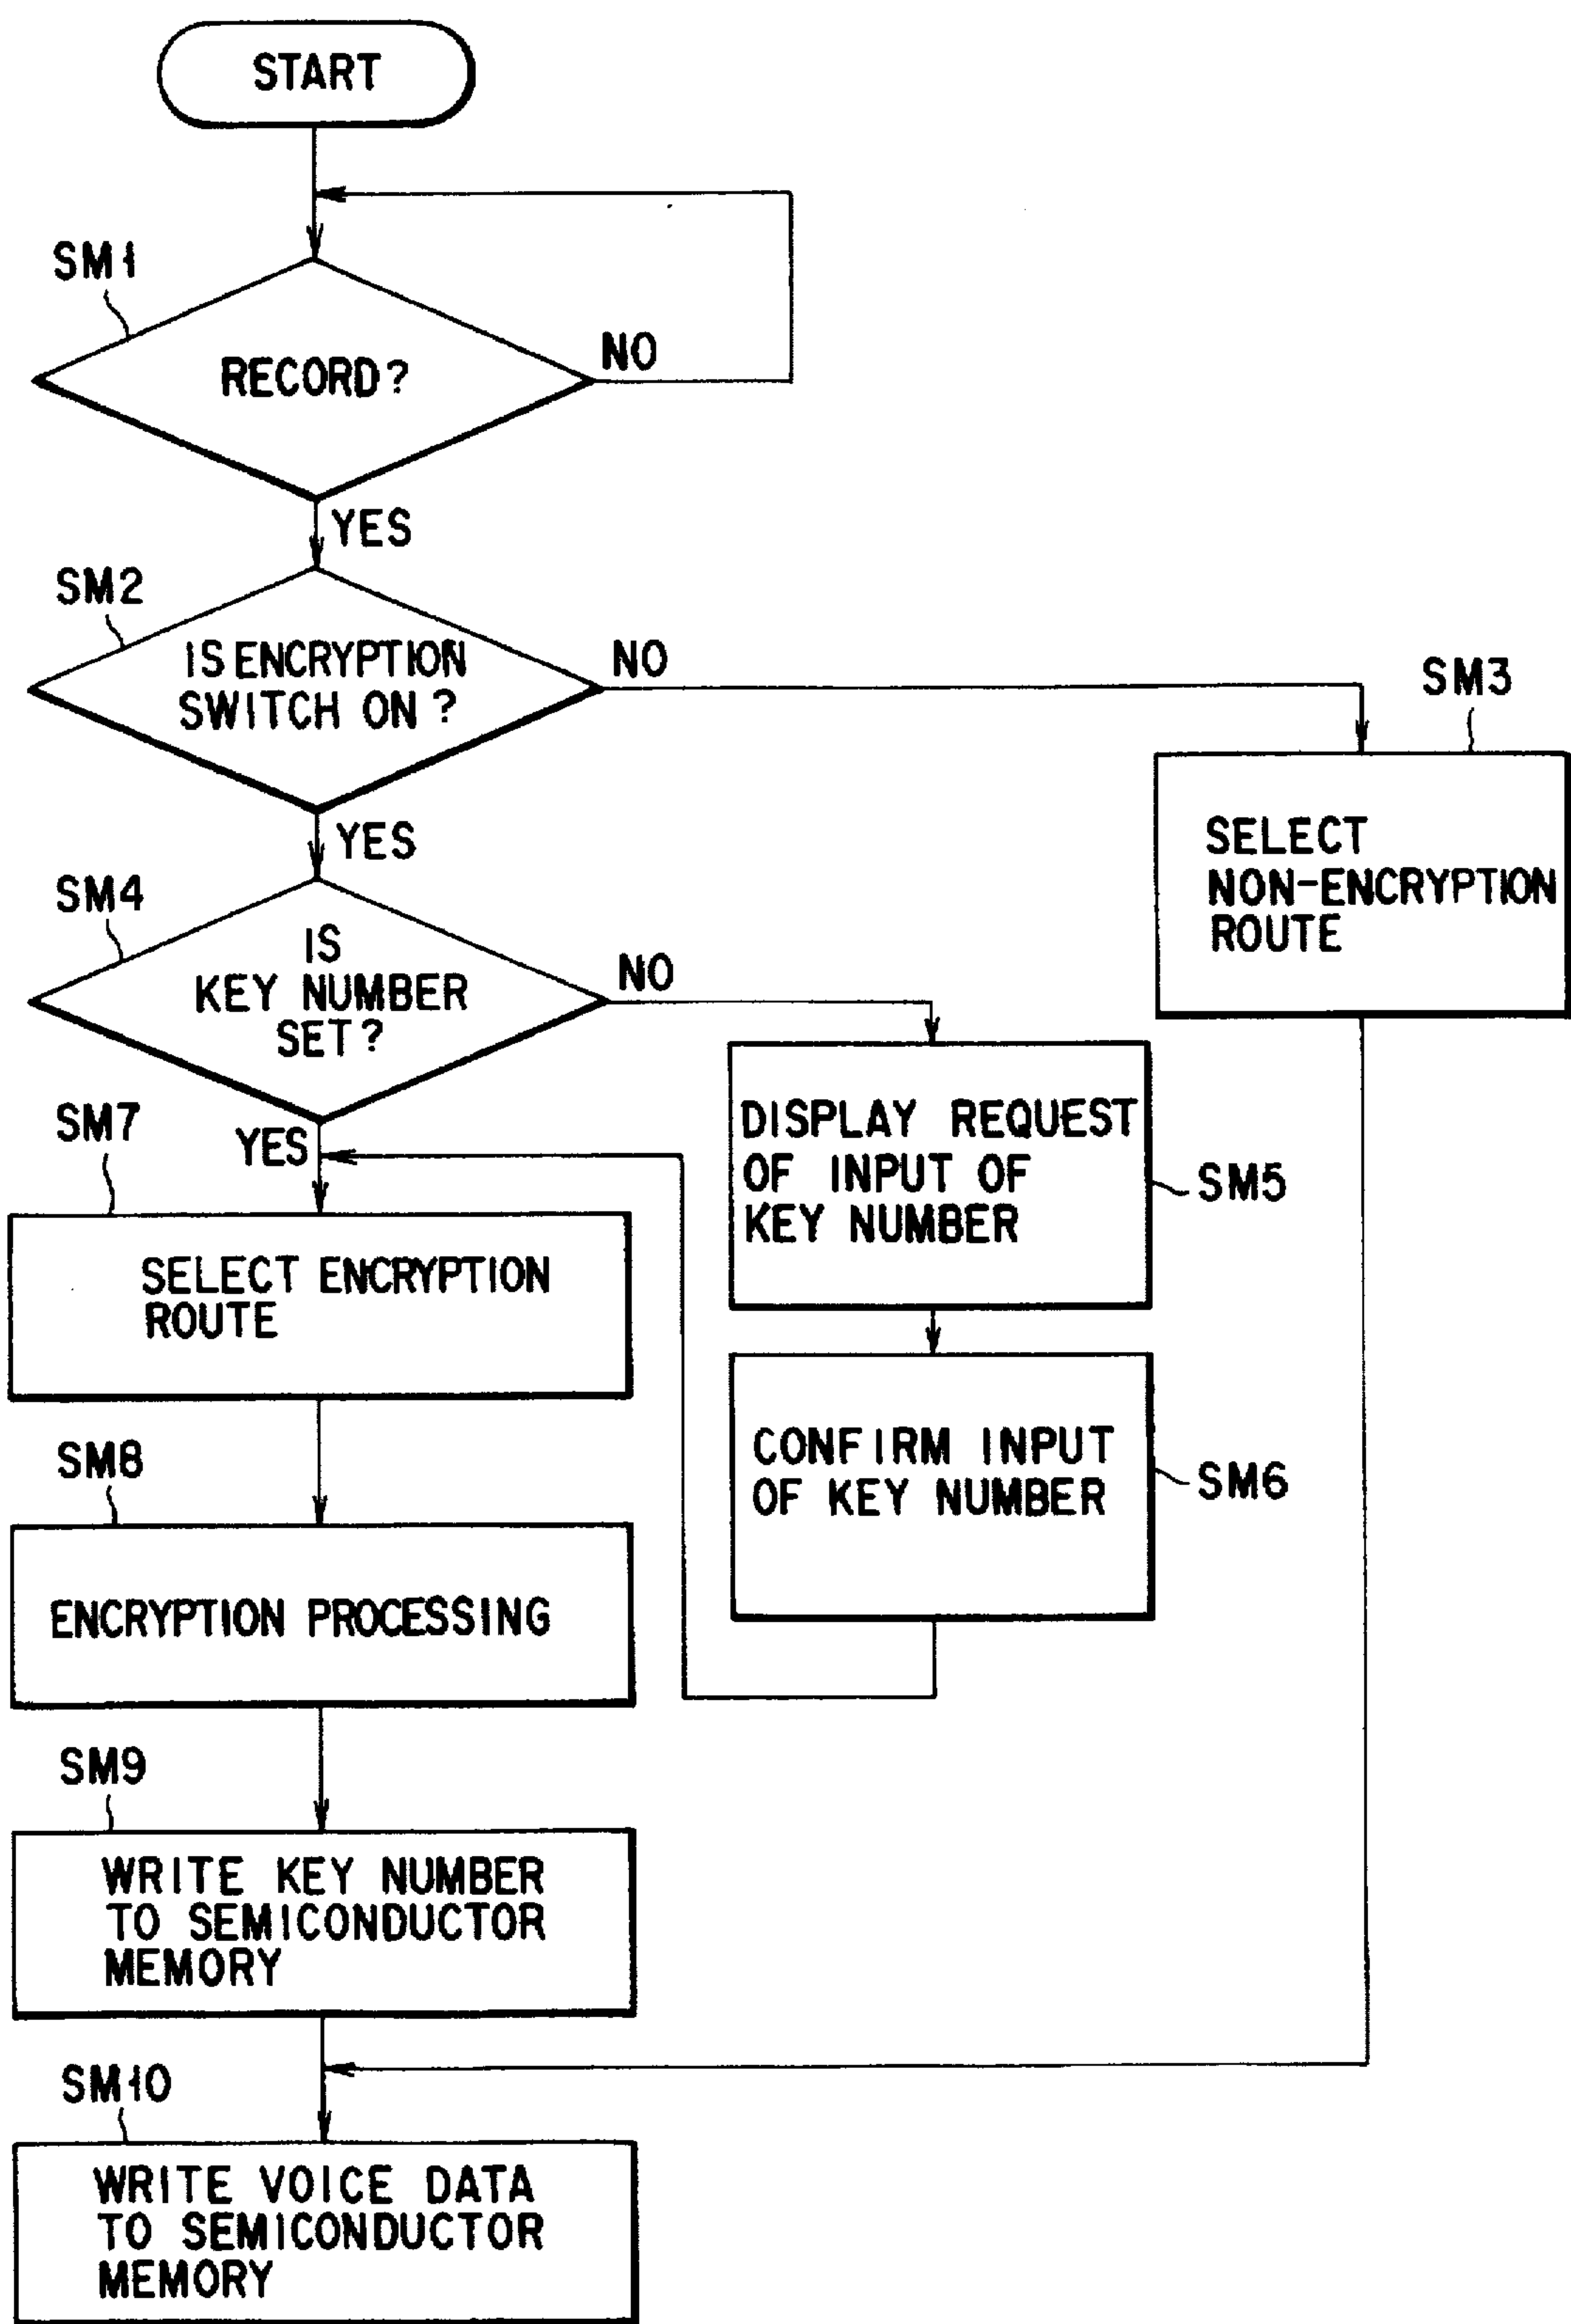 START
SM1
RECORD?
NO
YES
SM2
IS ENCRYPTION
SWITCH ON?
NO
YES
SM3
SELECT
NON-ENCRYPTION
ROUTE
SM4
IS
KEY NUMBER
SET?
NO
YES
DISPLAY REQUEST
OF INPUT OF
KEY NUMBER
SM5
CONFIRM INPUT
OF KEY NUMBER
SM6
SM7
SELECT ENCRYPTION
ROUTE
SM8
ENCRYPTION PROCESSING
SM9
WRITE KEY NUMBER
TO SEMICONDUCTOR
MEMORY
SM10
WRITE VOICE DATA
TO SEMICONDUCTOR
MEMORY